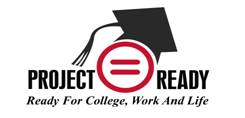 PROJECT READY
Ready For College, Work And Life